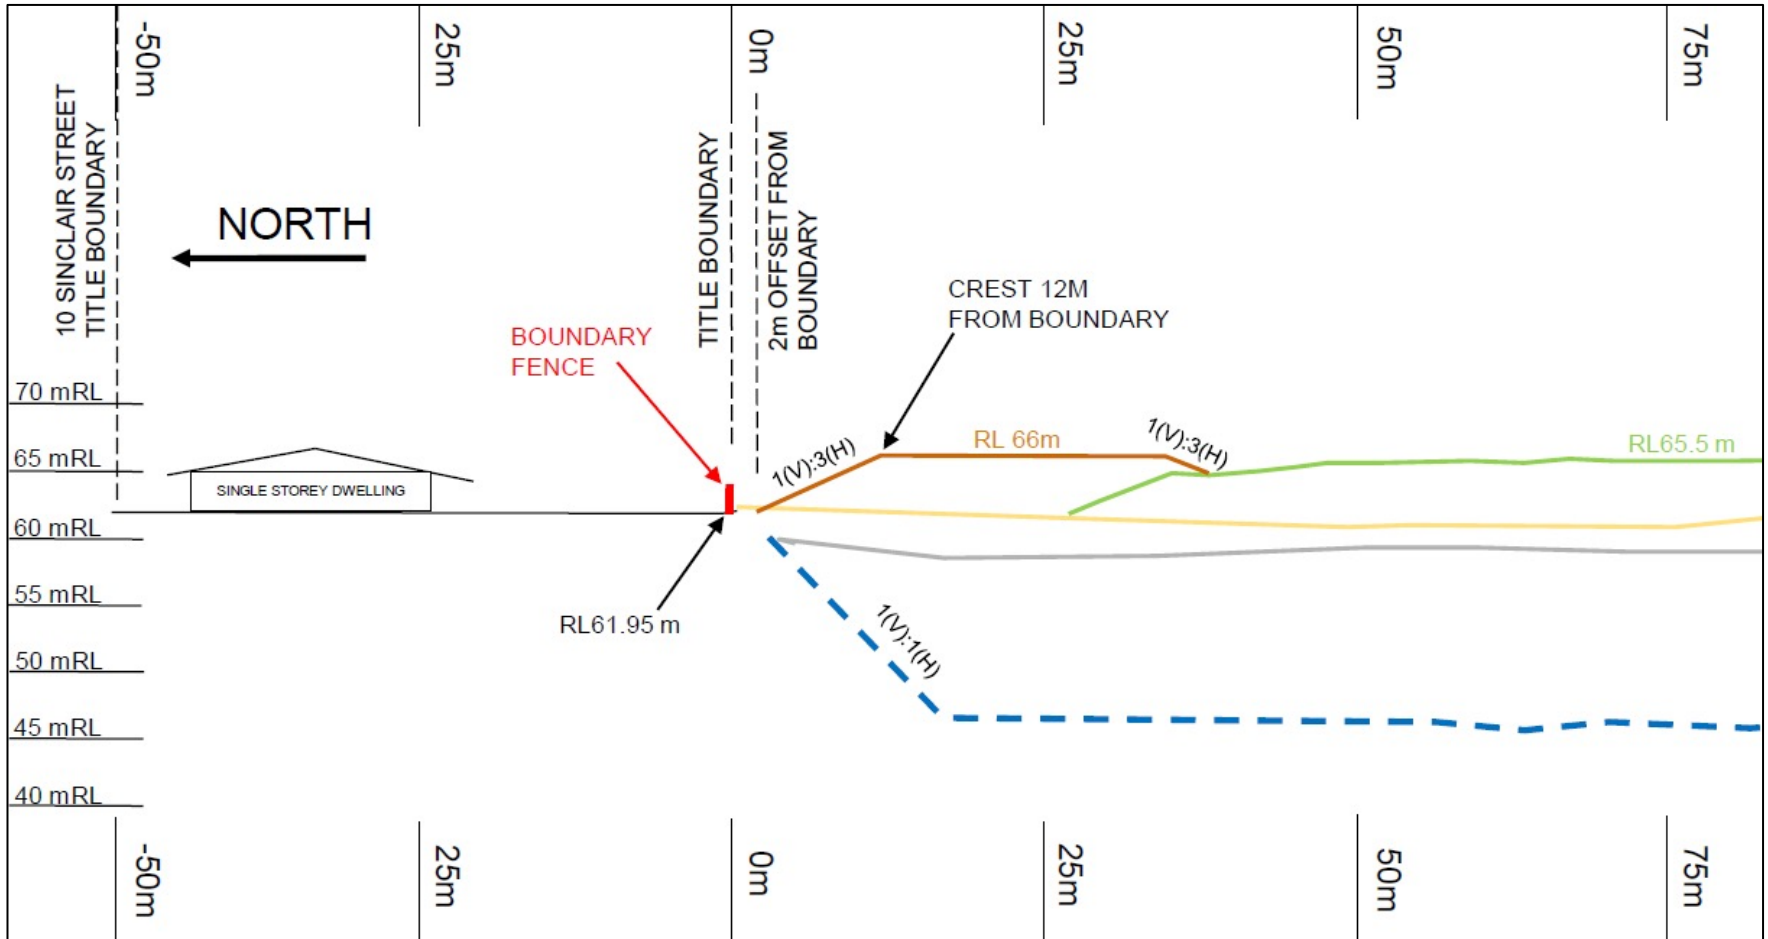 -50m
25m
0m
25m
50m
75m
10 SINCLAIR STREET
TITLE BOUNDARY
NORTH
TITLE BOUNDARY
2m OFFSET FROM
BOUNDARY
CREST 12M
FROM BOUNDARY
BOUNDARY
FENCE
70 mRL
65 mRL
60 mRL
55 mRL
50 mRL
45 mRL
40 mRL
SINGLE STOREY DWELLING
1(V):3(H)
RL 66m
1(V):3(H)
RL65.5 m
RL61.95 m
1(V):1(H)
-50m
25m
0m
25m
50m
75m